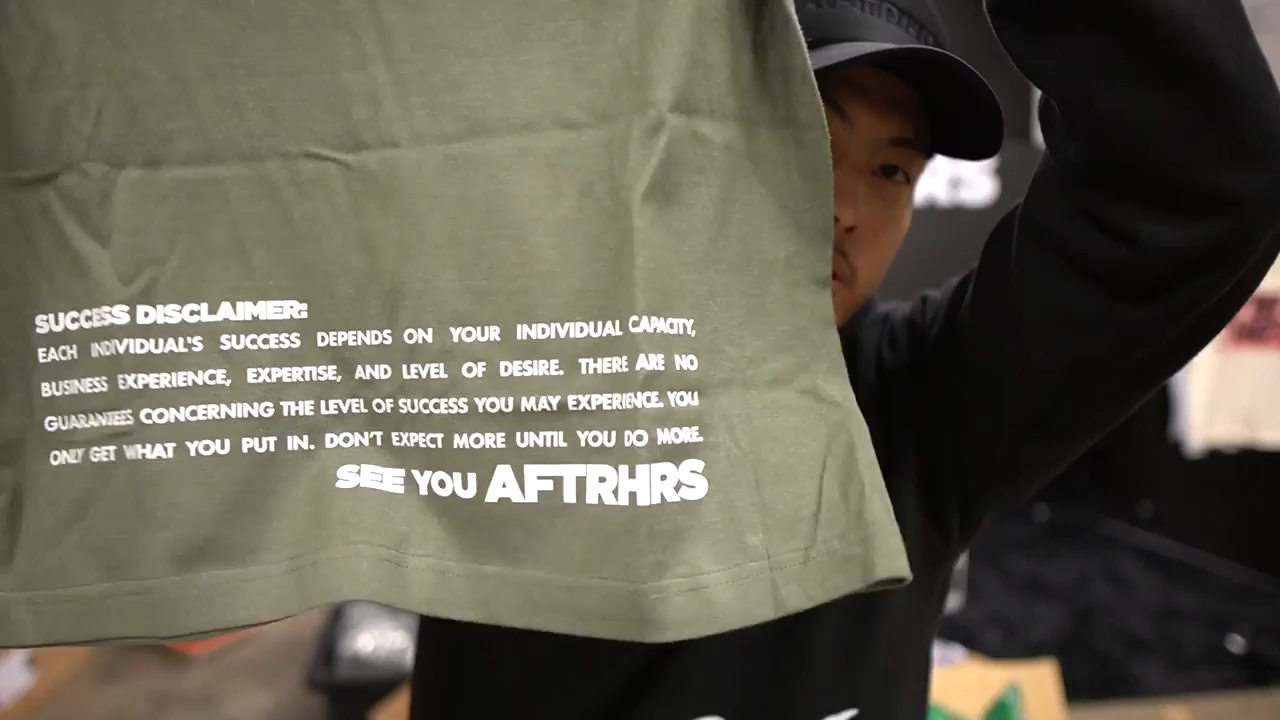 SUCCESS DISCLAIMER:
EACH INDIVIDUAL'S SUCCESS DEPENDS ON YOUR INDIVIDUAL CAPACITY,
BUSINESS EXPERIENCE, EXPERTISE, AND LEVEL OF DESIRE. THERE ARE NO
GUARANTEES CONCERNING THE LEVEL OF SUCCESS YOU MAY EXPERIENCE. YOU
ONLY GET WHAT YOU PUT IN. DON'T EXPECT MORE UNTIL YOU DO MORE.
SEE YOU AFTRHRS